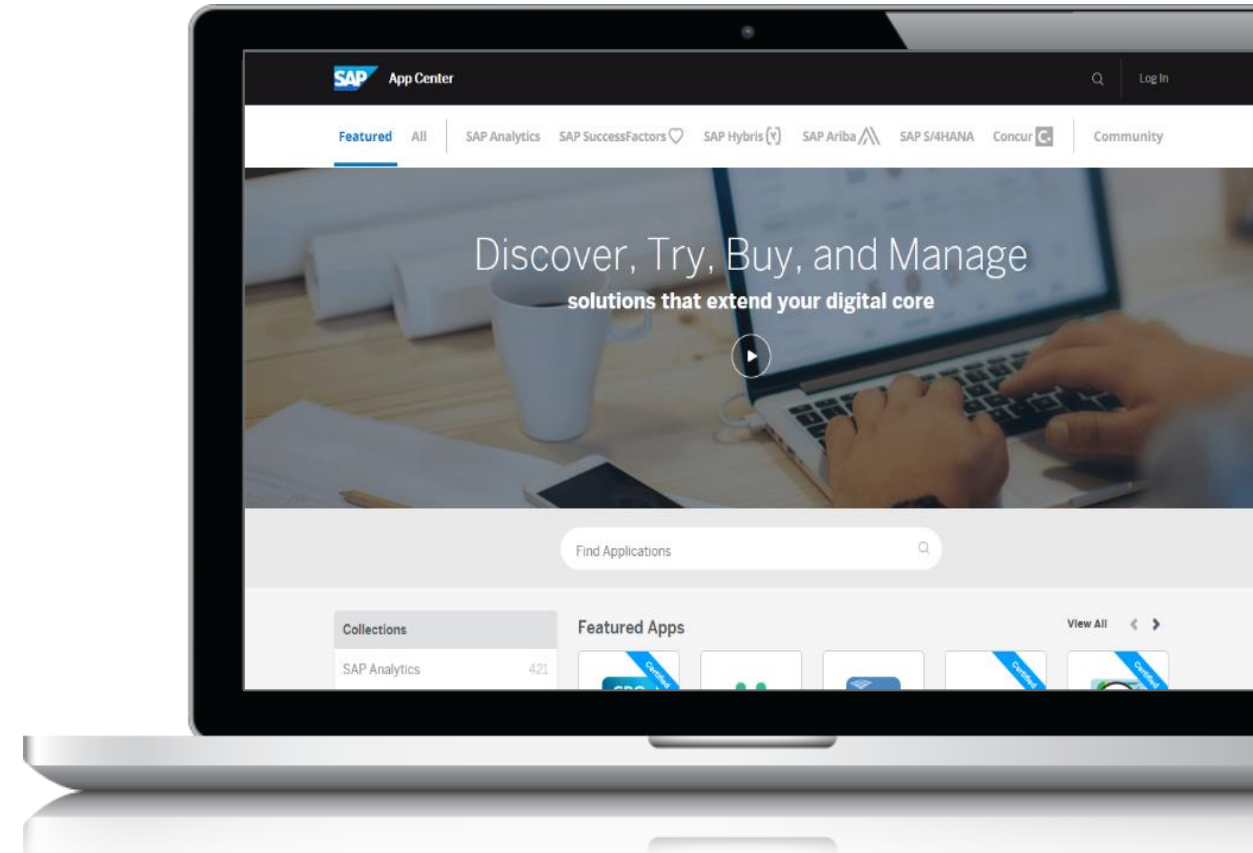 SAP App Center
Log In
Featured All SAP Analytics SAP SuccessFactors SAP Hybris SAP Ariba SAP S/4HANA Concur C. Community
Discover, Try, Buy, and Manage
solutions that extend your digital core
Find Applications
Collections
Featured Apps
View All
SAP Analytics 421
Certified
Certified
Certified